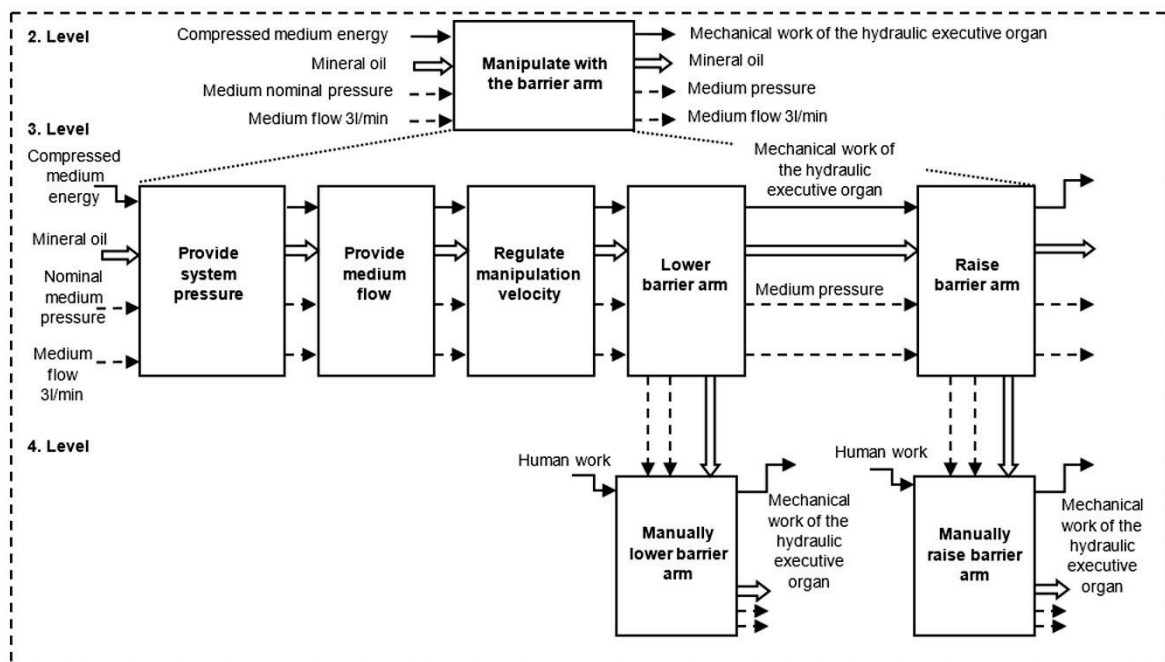 2. Level
Compressed medium energy
Mineral oil
Medium nominal pressure
Medium flow 3l/min
Manipulate with
the barrier arm
Mechanical work of the hydraulic executive organ
Mineral oil
Medium pressure
Medium flow 3l/min
3. Level
Compressed
medium
energy
Mineral oil
Nominal
medium
pressure
Medium
flow
3l/min
Provide
system
pressure
Provide
medium
flow
Regulate
manipulation
velocity
Lower
barrier arm
Mechanical work of
the hydraulic
executive organ
Medium pressure
Raise
barrier arm
4. Level
Human work
Manually
lower barrier
arm
Mechanical
work of the
hydraulic
executive
organ
Human work
Manually
raise barrier
arm
Mechanical
work of the
hydraulic
executive
organ